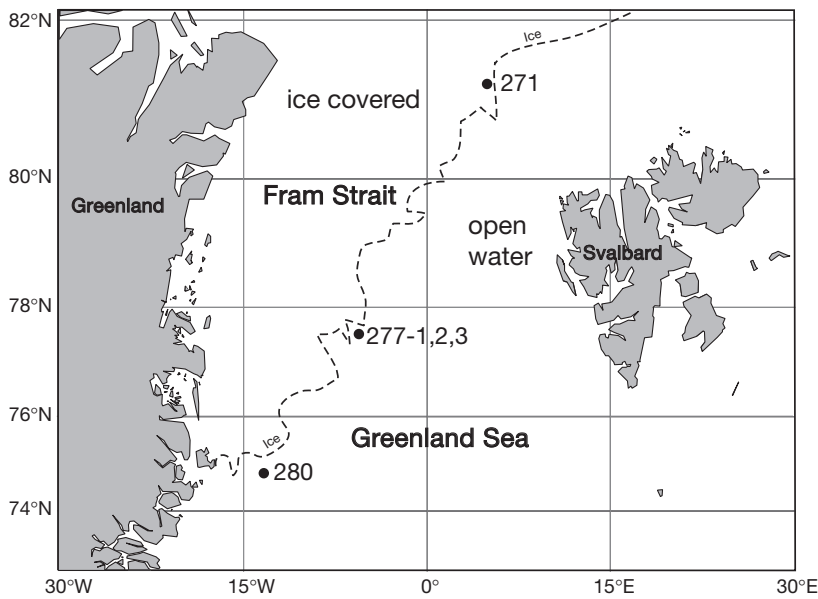 82°N
Ice
271
ice covered
80°N
Greenland
Fram Strait
open
water
Svalbard
78°N
277-1,2,3
76°N
Ice
Greenland Sea
280
74°N
30°W
15°W
0°
15°E
30°E